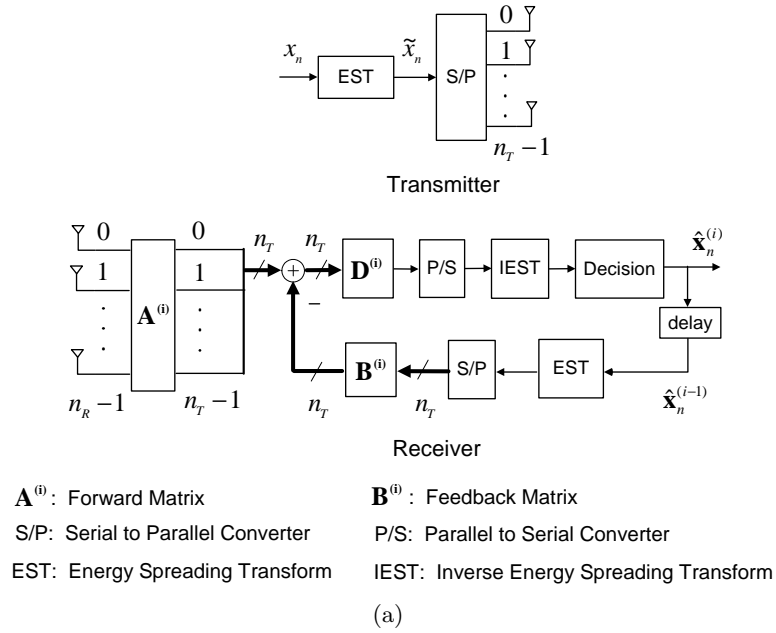 0
x_n
x̃_n
1
EST
S/P
n_T − 1
Transmitter
0
0
n_T
n_T
x̂_n^(i)
1
1
+
D^(i)
P/S
IEST
Decision
A^(i)
−
delay
B^(i)
S/P
EST
n_R − 1
n_T − 1
n_T
n_T
x̂_n^(i−1)
Receiver
A^(i) : Forward Matrix
B^(i) : Feedback Matrix
S/P: Serial to Parallel Converter
P/S: Parallel to Serial Converter
EST: Energy Spreading Transform
IEST: Inverse Energy Spreading Transform
(a)